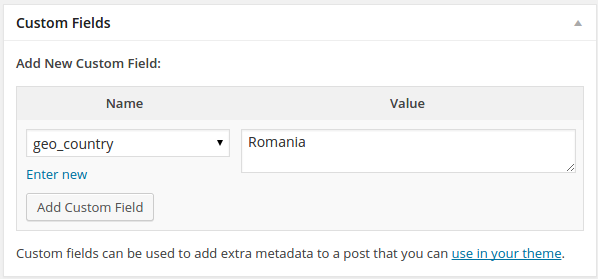 Custom Fields
Add New Custom Field:
Name Value
geo_country Romania
Enter new
Add Custom Field
Custom fields can be used to add extra metadata to a post that you can use in your theme.